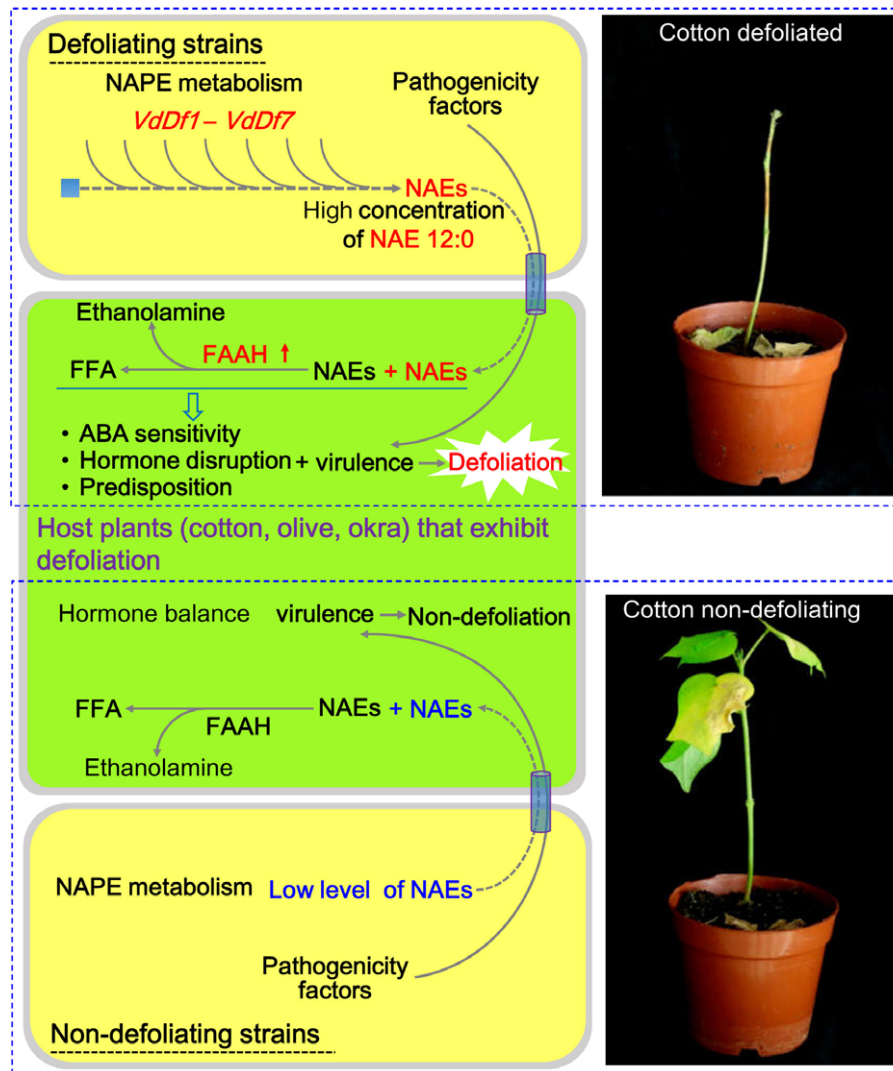 Defoliating strains
NAPE metabolism
VdDf1 – VdDf7
Pathogenicity
factors
NAEs
High concentration
of NAE 12:0
Cotton defoliated
Ethanolamine
FAAH ↑
FFA
NAEs + NAEs
• ABA sensitivity
• Hormone disruption + virulence
Defoliation
• Predisposition
Host plants (cotton, olive, okra) that exhibit
defoliation
Hormone balance
virulence
Non-defoliation
FFA
FAAH
NAEs + NAEs
Ethanolamine
Cotton non-defoliating
NAPE metabolism
Low level of NAEs
Pathogenicity
factors
Non-defoliating strains